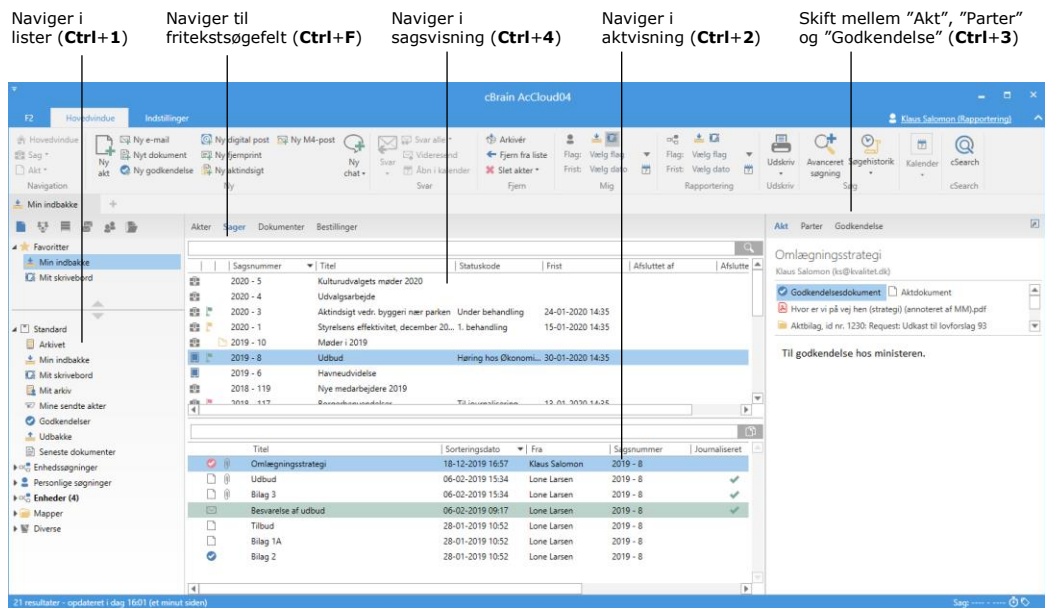 Naviger i
lister (Ctrl+1)
Naviger til
fritekstsøgefelt (Ctrl+F)
Naviger i
sagsvisning (Ctrl+4)
Naviger i
aktvisning (Ctrl+2)
Skift mellem ”Akt”, ”Parter”
og ”Godkendelse” (Ctrl+3)
cBrain AcCloud04
F2 Hovedvindue Indstillinger
Klaus Salomon (Rapportering)
Hovedvindue
Sag
Akt
Navigation
Ny akt
Ny e-mail
Nyt dokument
Ny godkendelse
Ny digital post
Ny fjernprint
Ny aktindsigt
Ny M4-post
Ny chat
Ny
Svar
Svar alle
Videresend
Åbn i kalender
Svar
Arkivér
Fjern fra liste
Slet akter
Fjern
Flag: Vælg flag
Frist: Vælg dato
Mig
Flag: Vælg flag
Frist: Vælg dato
Rapportering
Udskriv
Udskriv
Avanceret søgning
Søgehistorik
Søg
Kalender
cSearch
cSearch
Min indbakke
Akter Sager Dokumenter Bestillinger
Akt Parter Godkendelse
Favoritter
Min indbakke
Mit skrivebord
Standard
Arkivet
Min indbakke
Mit skrivebord
Mit arkiv
Mine sendte akter
Godkendelser
Udbakke
Seneste dokumenter
Enhedssøgninger
Personlige søgninger
Enheder (4)
Mapper
Diverse
Sagsnummer Titel Statuskode Frist Afsluttet af Afslutte
2020 - 5 Kulturudvalgets møder 2020
2020 - 4 Udvalgsarbejde
2020 - 3 Aktindsigt vedr. byggeri nær parken Under behandling 24-01-2020 14:35
2020 - 1 Styrelsens effektivitet, december 20... 1. behandling 15-01-2020 14:35
2019 - 10 Møder i 2019
2019 - 8 Udbud Høring hos Økonomi... 30-01-2020 14:35
2019 - 6 Havneudvidelse
2018 - 119 Nye medarbejdere 2019
2018 - 117 Til journalisering 13-01-2020 14:35
Titel Sorteringsdato Fra Sagsnummer Journaliseret
Omlægningsstrategi 18-12-2019 16:57 Klaus Salomon 2019 - 8
Udbud 06-02-2019 15:34 Lone Larsen 2019 - 8
Bilag 3 06-02-2019 15:34 Lone Larsen 2019 - 8
Besvarelse af udbud 06-02-2019 09:17 Lone Larsen 2019 - 8
Tilbud 28-01-2019 10:52 Lone Larsen 2019 - 8
Bilag 1A 28-01-2019 10:52 Lone Larsen 2019 - 8
Bilag 2 28-01-2019 10:52 Lone Larsen 2019 - 8
Omlægningsstrategi
Klaus Salomon (ks@kvalitet.dk)
Godkendelsesdokument Aktdokument
Hvor er vi på vej hen (strategi) (annoteret af MM).pdf
Aktbilag, id nr. 1230: Request: Udkast til lovforslag 93
Til godkendelse hos ministeren.
21 resultater - opdateret i dag 16:01 (et minut siden)
Sag: ---- - ----